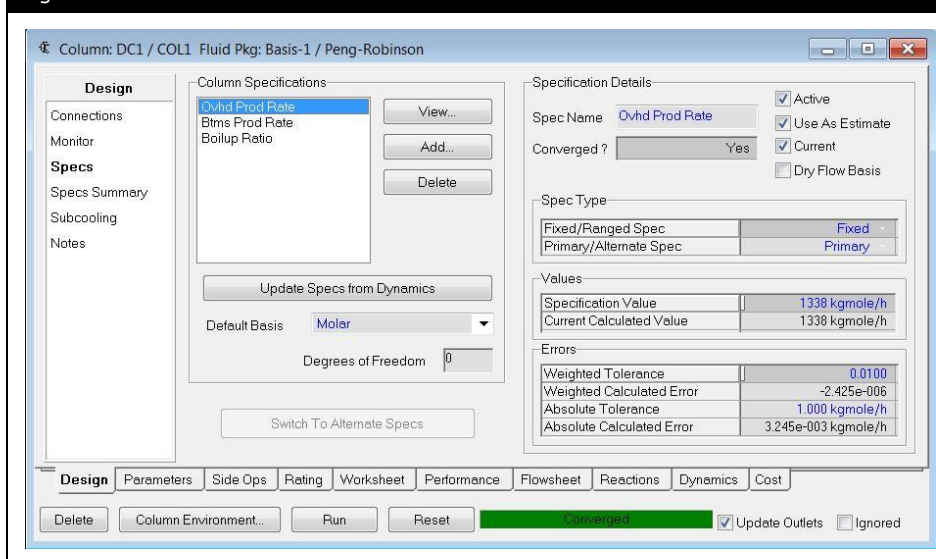 Column: DC1 / COL1 Fluid Pkg: Basis-1 / Peng-Robinson
Design
Connections
Monitor
Specs
Specs Summary
Subcooling
Notes
Column Specifications
Ovhd Prod Rate
Btms Prod Rate
Boilup Ratio
View...
Add...
Delete
Update Specs from Dynamics
Default Basis Molar
Degrees of Freedom 0
Switch To Alternate Specs
Specification Details
Spec Name Ovhd Prod Rate
Converged ? Yes
Active
Use As Estimate
Current
Dry Flow Basis
Spec Type
Fixed/Ranged Spec Fixed
Primary/Alternate Spec Primary
Values
Specification Value 1338 kgmole/h
Current Calculated Value 1338 kgmole/h
Errors
Weighted Tolerance 0.0100
Weighted Calculated Error -2.425e-006
Absolute Tolerance 1.000 kgmole/h
Absolute Calculated Error 3.245e-003 kgmole/h
Design Parameters Side Ops Rating Worksheet Performance Flowsheet Reactions Dynamics Cost
Delete Column Environment... Run Reset Converged Update Outlets Ignored